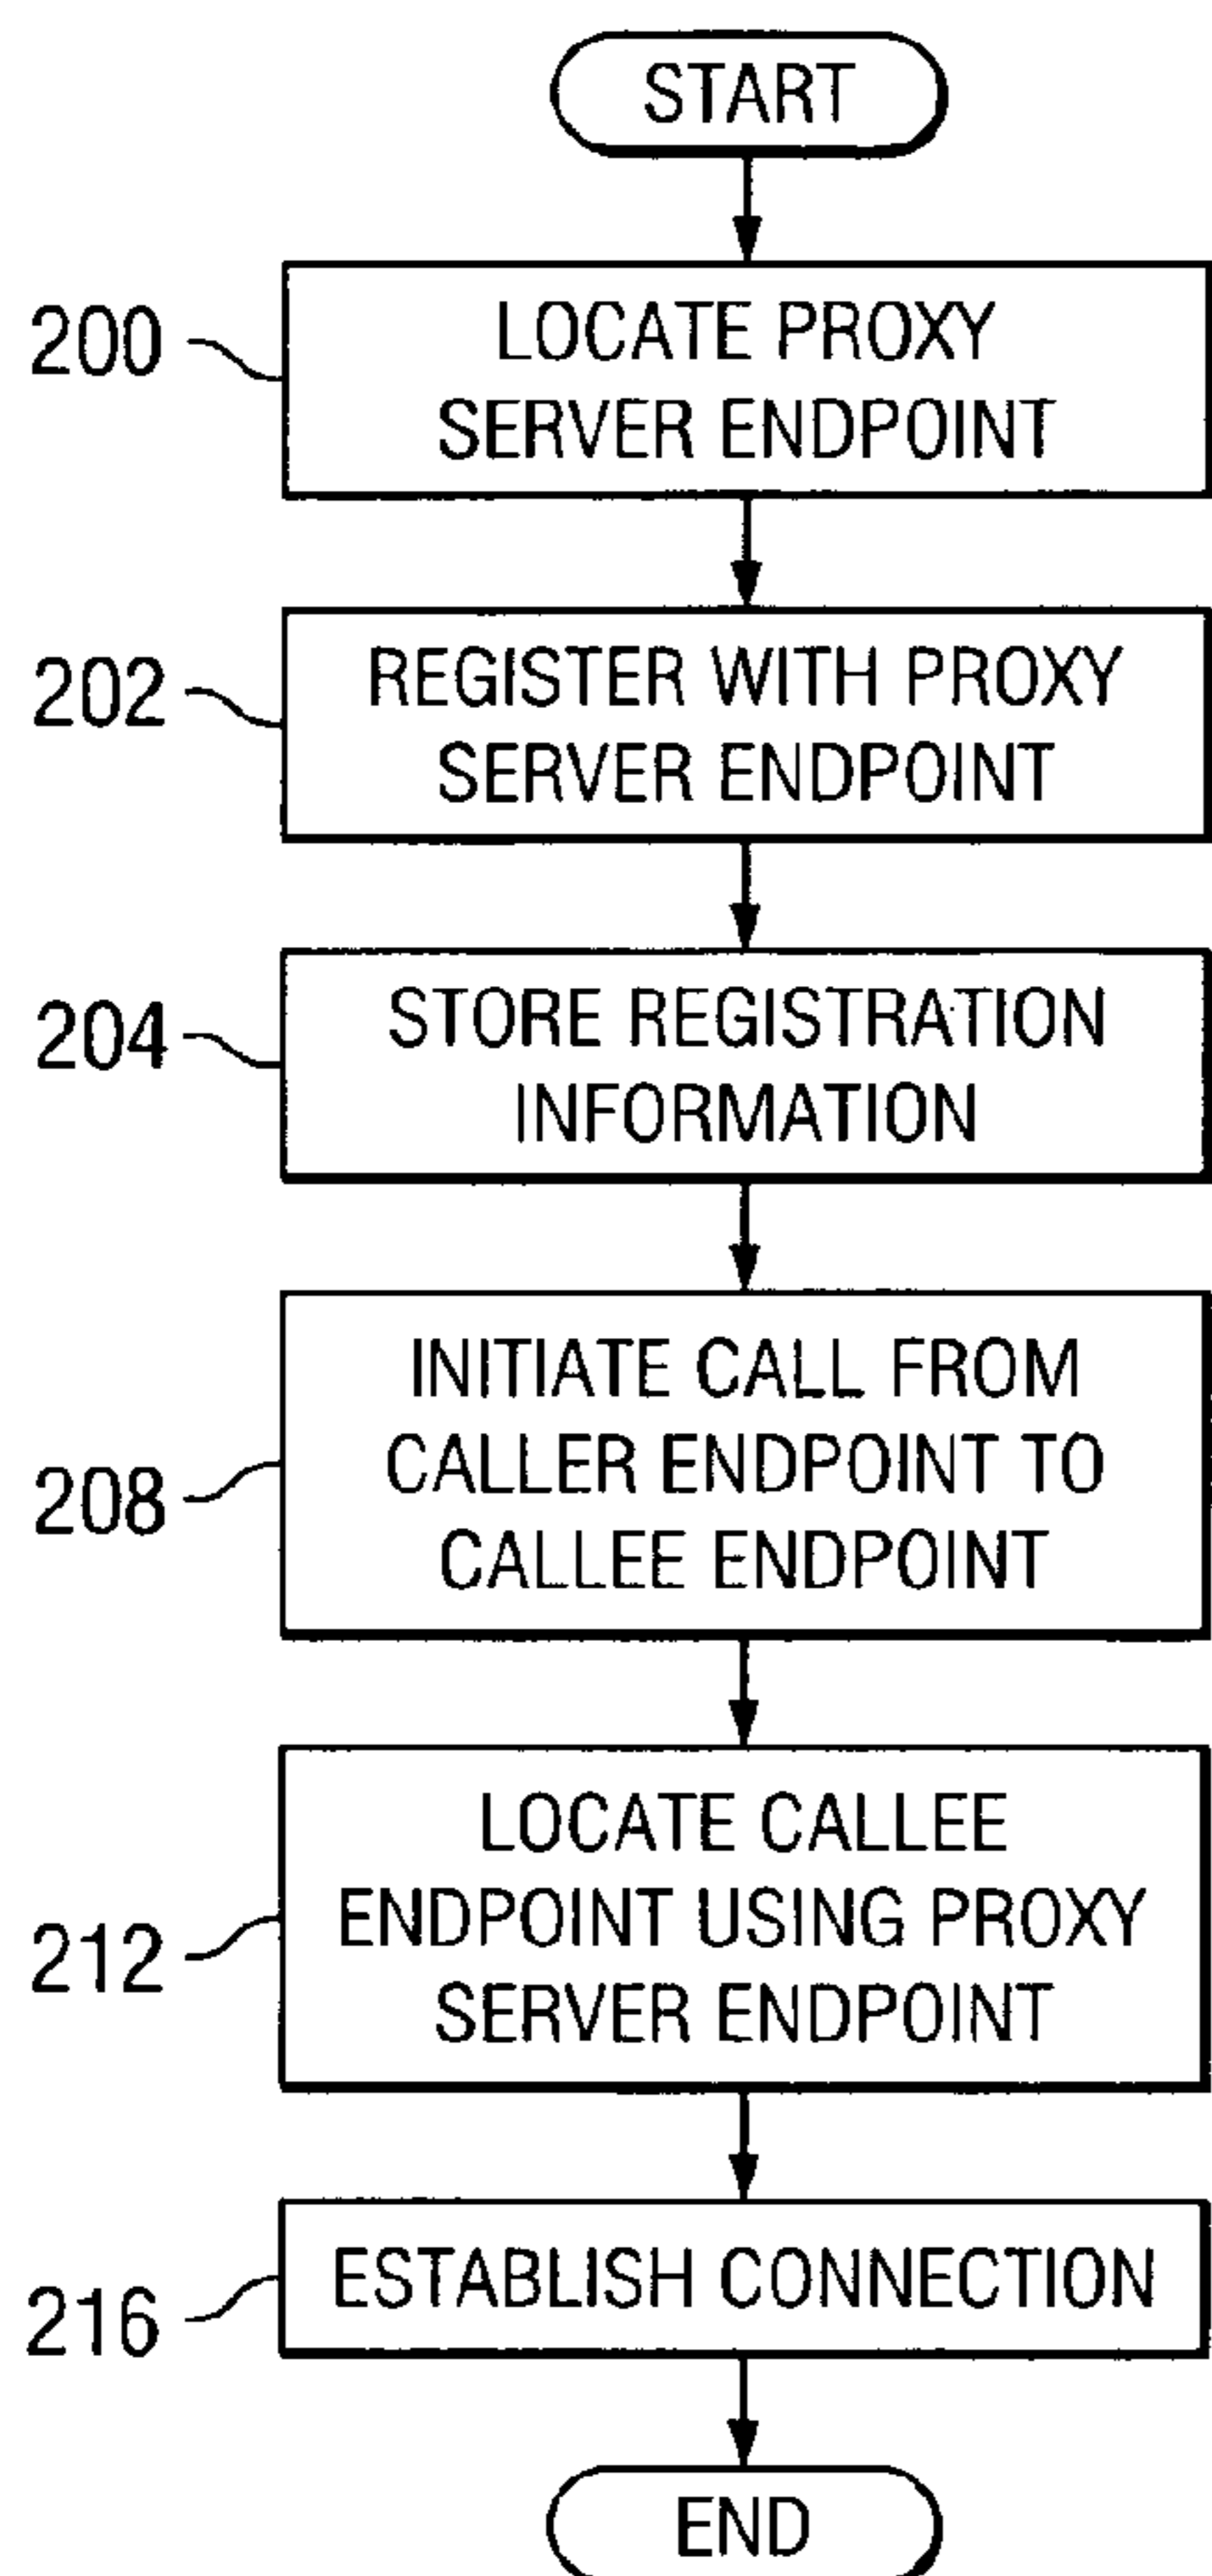 START
200
LOCATE PROXY
SERVER ENDPOINT
202
REGISTER WITH PROXY
SERVER ENDPOINT
204
STORE REGISTRATION
INFORMATION
208
INITIATE CALL FROM
CALLER ENDPOINT TO
CALLEE ENDPOINT
212
LOCATE CALLEE
ENDPOINT USING PROXY
SERVER ENDPOINT
216
ESTABLISH CONNECTION
END